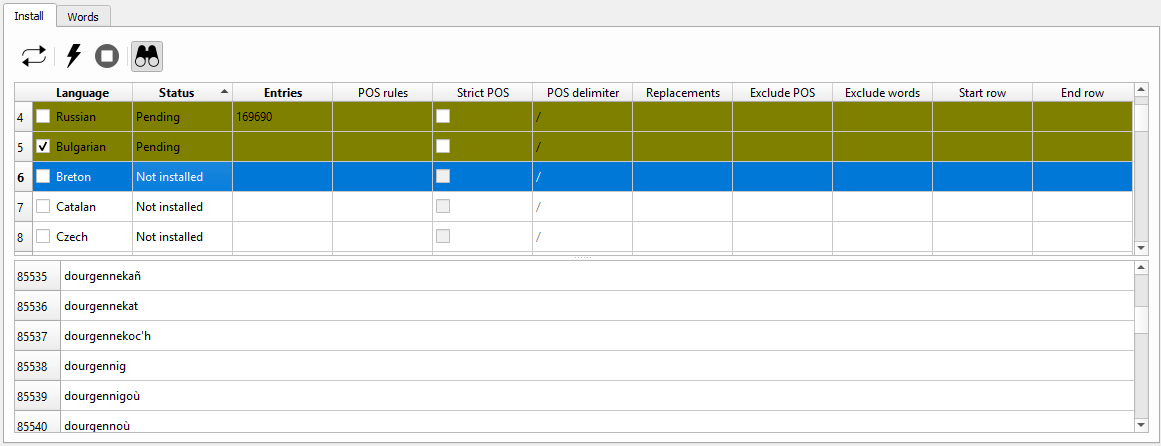 Install Words
Language Status Entries POS rules Strict POS POS delimiter Replacements Exclude POS Exclude words Start row End row
4 Russian Pending 169690 /
5 Bulgarian Pending /
6 Breton Not installed /
7 Catalan Not installed /
8 Czech Not installed /
85535 dourgennekañ
85536 dourgennekat
85537 dourgennekoc'h
85538 dourgennig
85539 dourgennigoù
85540 dourgennoù